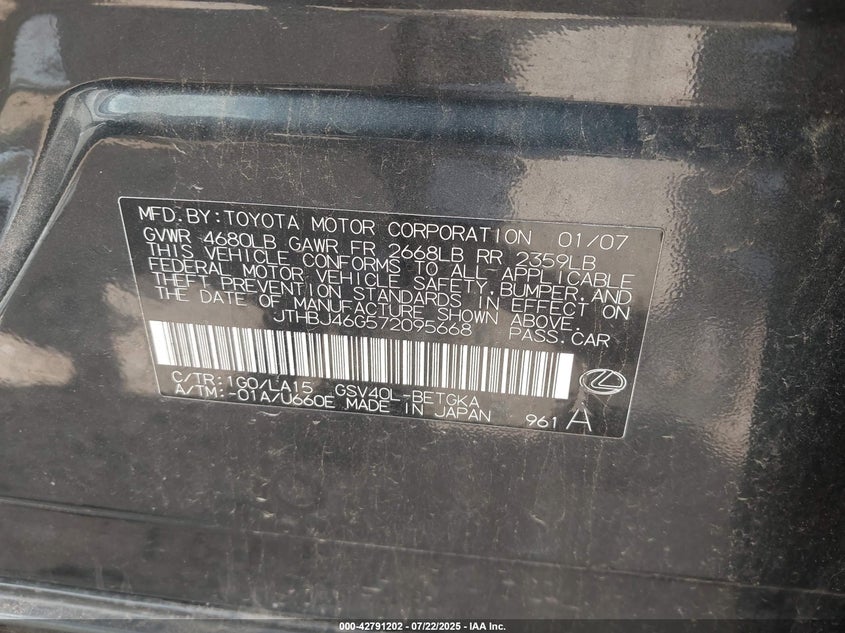 MFD.BY:TOYOTA MOTOR CORPORATION 01/07
GVWR 4680LB GAWR FR 2668LB RR 2359LB
THIS VEHICLE CONFORMS TO ALL APPLICABLE
FEDERAL MOTOR VEHICLE SAFETY,BUMPER,AND
THEFT PREVENTION STANDARDS IN EFFECT ON
THE DATE OF MANUFACTURE SHOWN ABOVE.
JTHBJ46G572095668 PASS.CAR
C/TR:1G0/LA15 GSV40L-BETGKA
A/TM:-01A/U660E MADE IN JAPAN 961 A
000-42791202 - 07/22/2025 - IAA Inc.